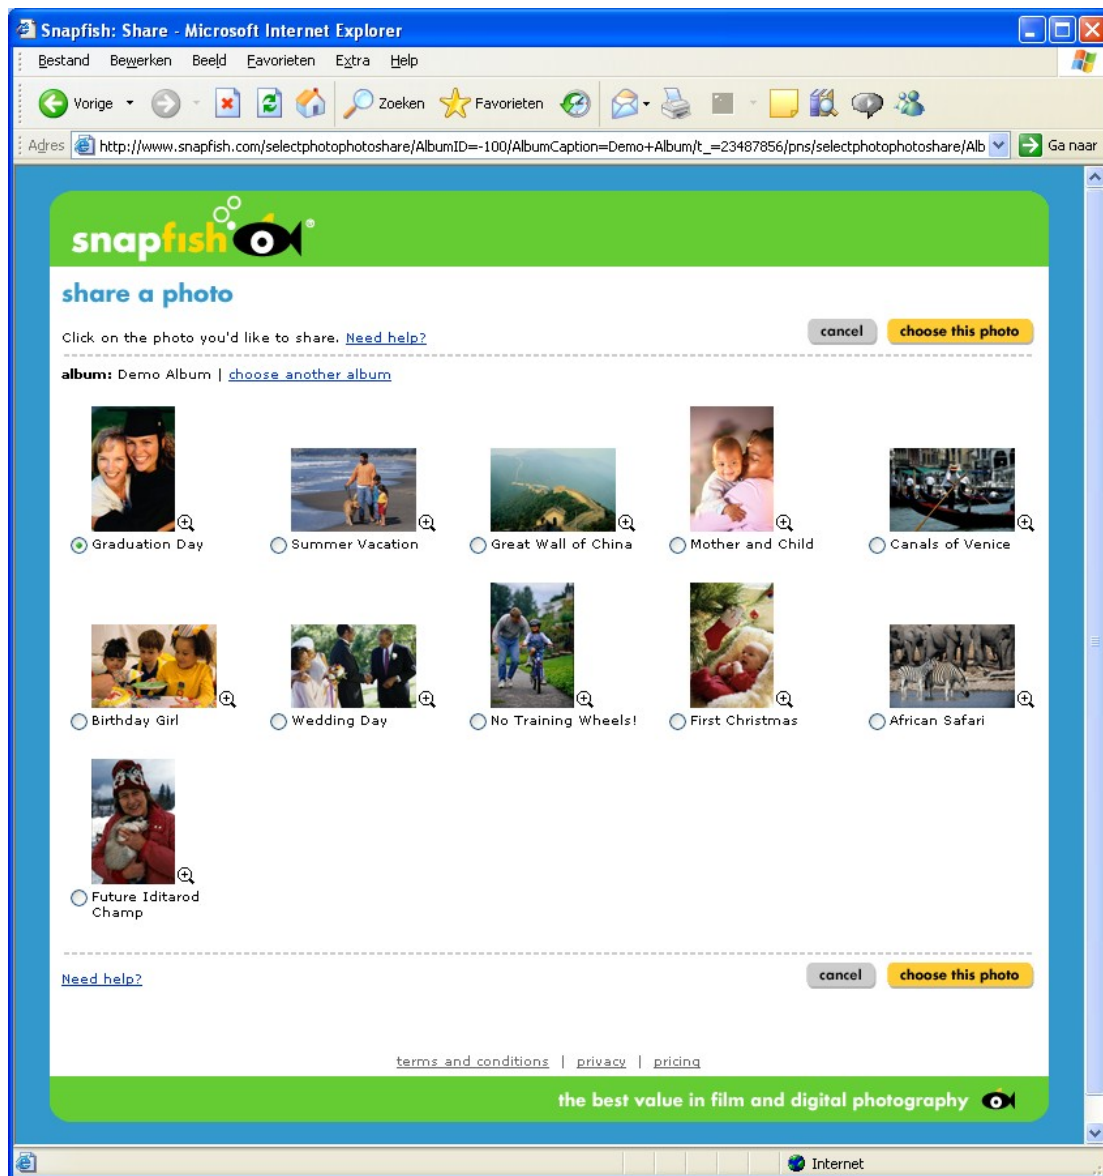 Snapfish: Share - Microsoft Internet Explorer
Bestand Bewerken Beeld Favorieten Extra Help
Vorige Zoeken Favorieten
Adres http://www.snapfish.com/selectphotophotoshare/AlbumID=-100/AlbumCaption=Demo+Album/t_=23487856/pns/selectphotophotoshare/Alb Ga naar
snapfish®
share a photo
Click on the photo you'd like to share. Need help? cancel choose this photo
album: Demo Album | choose another album
Graduation Day Summer Vacation Great Wall of China Mother and Child Canals of Venice
Birthday Girl Wedding Day No Training Wheels! First Christmas African Safari
Future Iditarod
Champ
Need help? cancel choose this photo
terms and conditions | privacy | pricing
the best value in film and digital photography
Internet